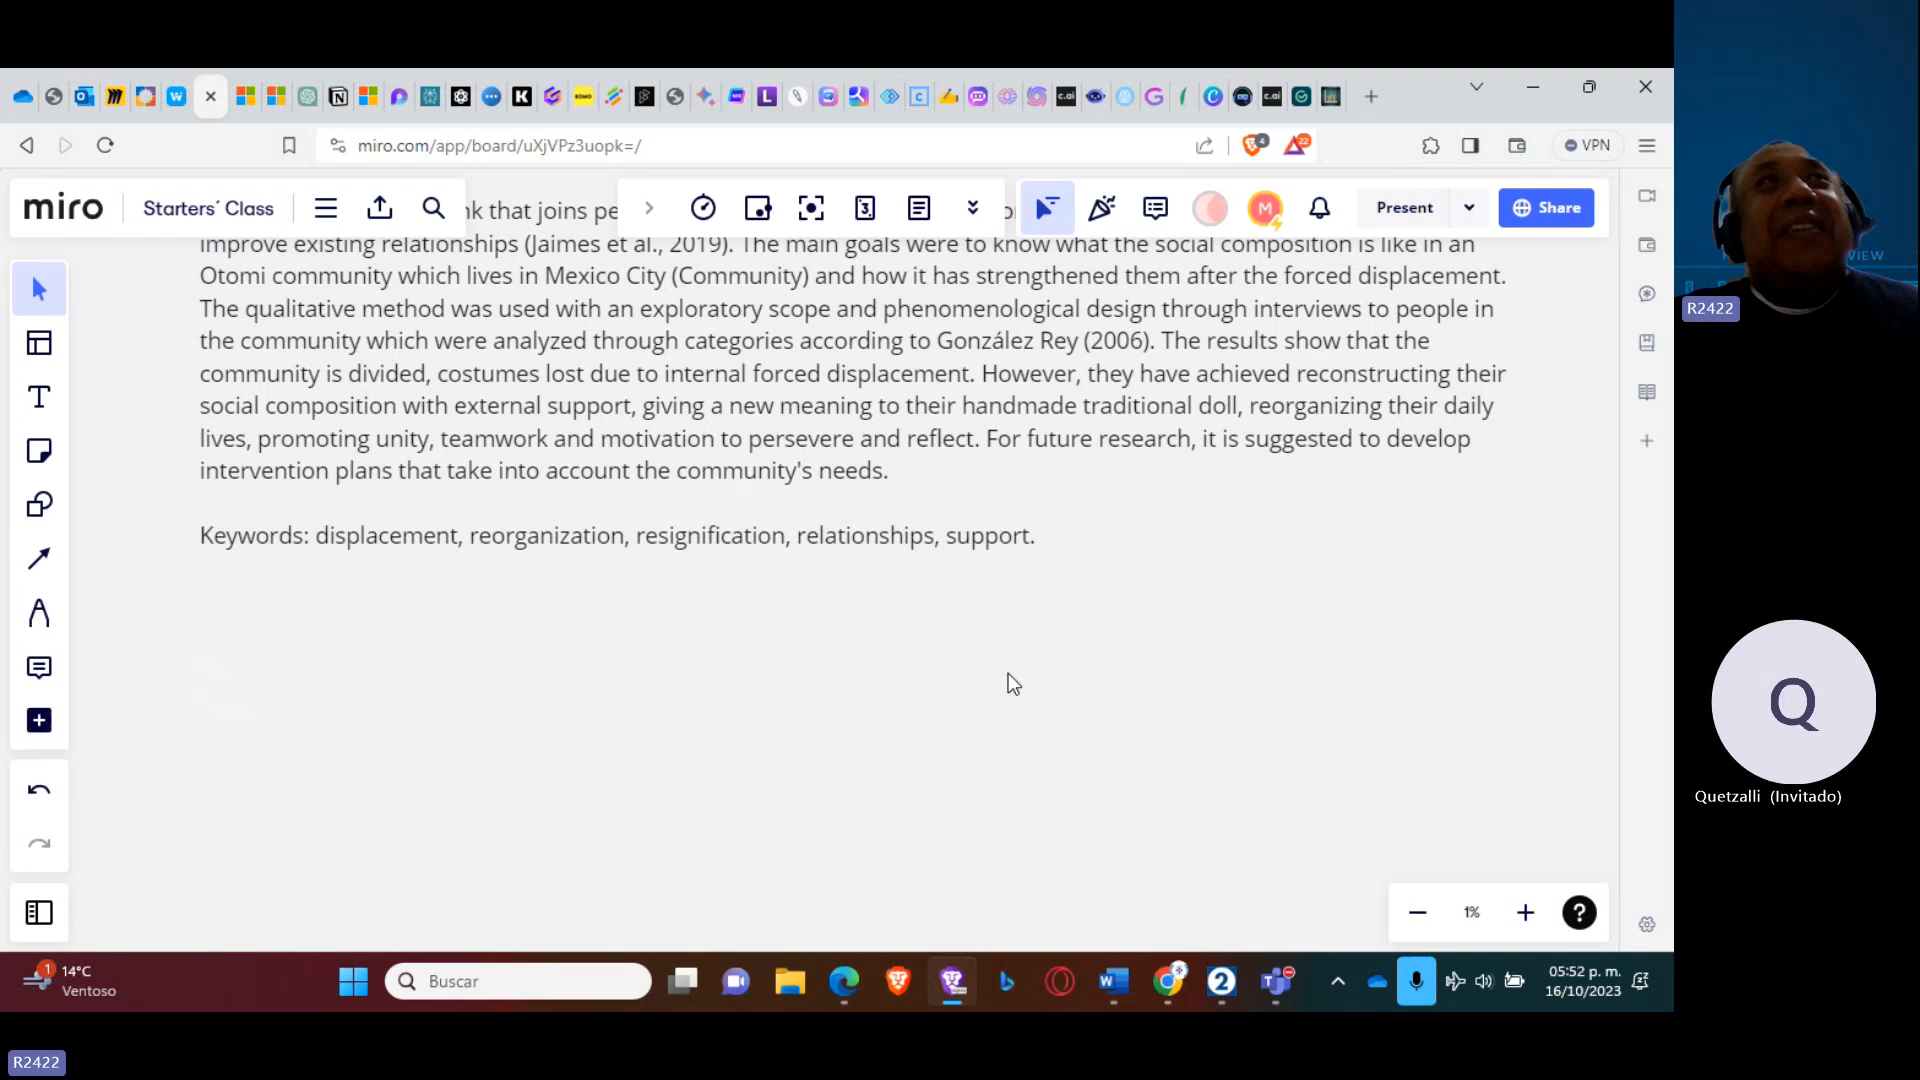 miro.com/app/board/uXjVPz3uopk=/
VPN
miro
Starters´ Class
nk that joins pe
Present
Share
improve existing relationships (Jaimes et al., 2019). The main goals were to know what the social composition is like in an
Otomi community which lives in Mexico City (Community) and how it has strengthened them after the forced displacement.
The qualitative method was used with an exploratory scope and phenomenological design through interviews to people in
the community which were analyzed through categories according to González Rey (2006). The results show that the
community is divided, costumes lost due to internal forced displacement. However, they have achieved reconstructing their
social composition with external support, giving a new meaning to their handmade traditional doll, reorganizing their daily
lives, promoting unity, teamwork and motivation to persevere and reflect. For future research, it is suggested to develop
intervention plans that take into account the community's needs.
Keywords: displacement, reorganization, resignification, relationships, support.
1%
14°C
Ventoso
Buscar
05:52 p. m.
16/10/2023
VIEW
R2422
Q
Quetzalli (Invitado)
R2422